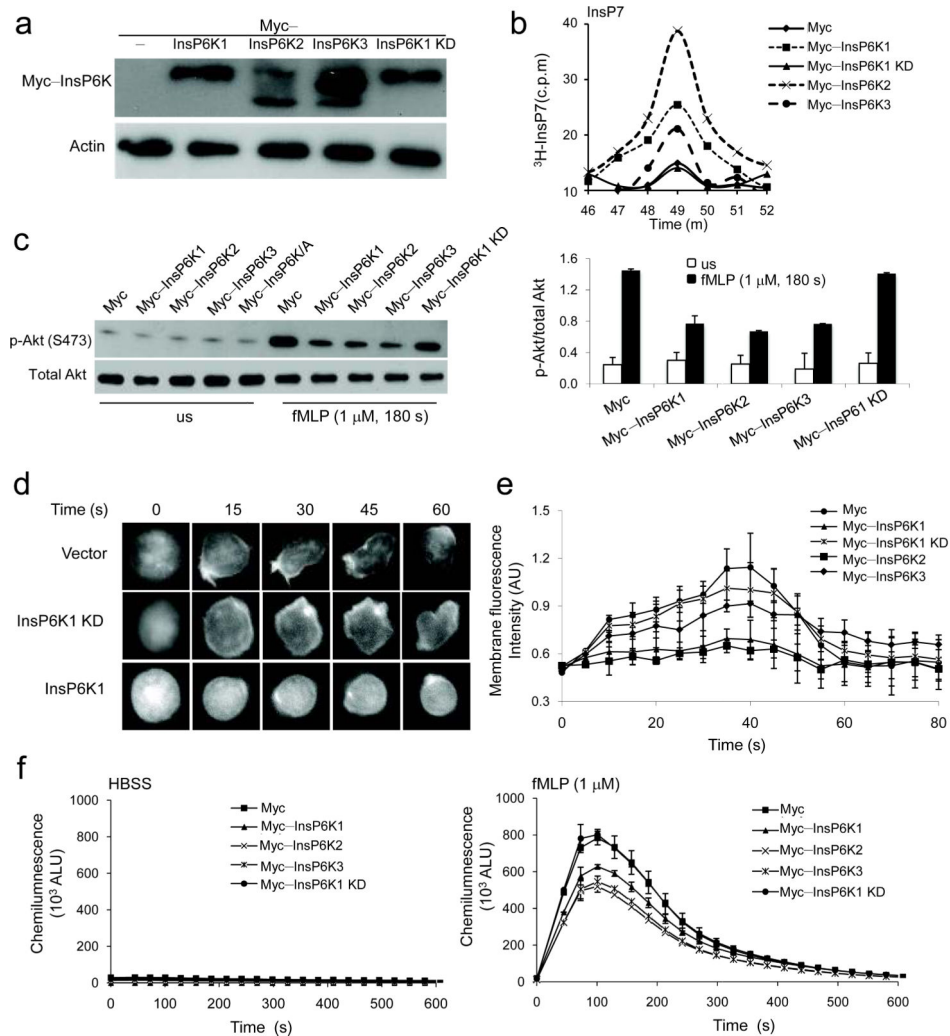 a
Myc–
– InsP6K1 InsP6K2 InsP6K3 InsP6K1 KD
Myc–InsP6K
Actin
b
InsP7
Myc
Myc–InsP6K1
Myc–InsP6K1 KD
Myc–InsP6K2
Myc–InsP6K3
³H-InsP7(c.p.m)
40
30
20
10
46 47 48 49 50 51 52
Time (m)
c
Myc Myc–InsP6K1 Myc–InsP6K2 Myc–InsP6K3 Myc–InsP6K/A Myc Myc–InsP6K1 Myc–InsP6K2 Myc–InsP6K3 Myc–InsP6K1 KD
p-Akt (S473)
Total Akt
us fMLP (1 μM, 180 s)
us
fMLP (1 μM, 180 s)
p-Akt/total Akt
1.6
1.2
0.8
0.4
0.0
Myc Myc–InsP6K1 Myc–InsP6K2 Myc–InsP6K3 Myc–InsP61 KD
d
Time (s) 0 15 30 45 60
Vector
InsP6K1 KD
InsP6K1
e
Myc
Myc–InsP6K1
Myc–InsP6K1 KD
Myc–InsP6K2
Myc–InsP6K3
Membrane fluorescence
Intensity (AU)
1.5
1.2
0.9
0.6
0.3
0 20 40 60 80
Time (s)
f
HBSS
Myc
Myc–InsP6K1
Myc–InsP6K2
Myc–InsP6K3
Myc–InsP6K1 KD
Chemilumnescence
(10³ ALU)
1000
800
600
400
200
0
0 100 200 300 400 500 600
Time (s)
fMLP (1 μM)
Myc
Myc–InsP6K1
Myc–InsP6K2
Myc–InsP6K3
Myc–InsP6K1 KD
Chemilumnescence
(10³ ALU)
1000
800
600
400
200
0
0 100 200 300 400 500 600
Time (s)